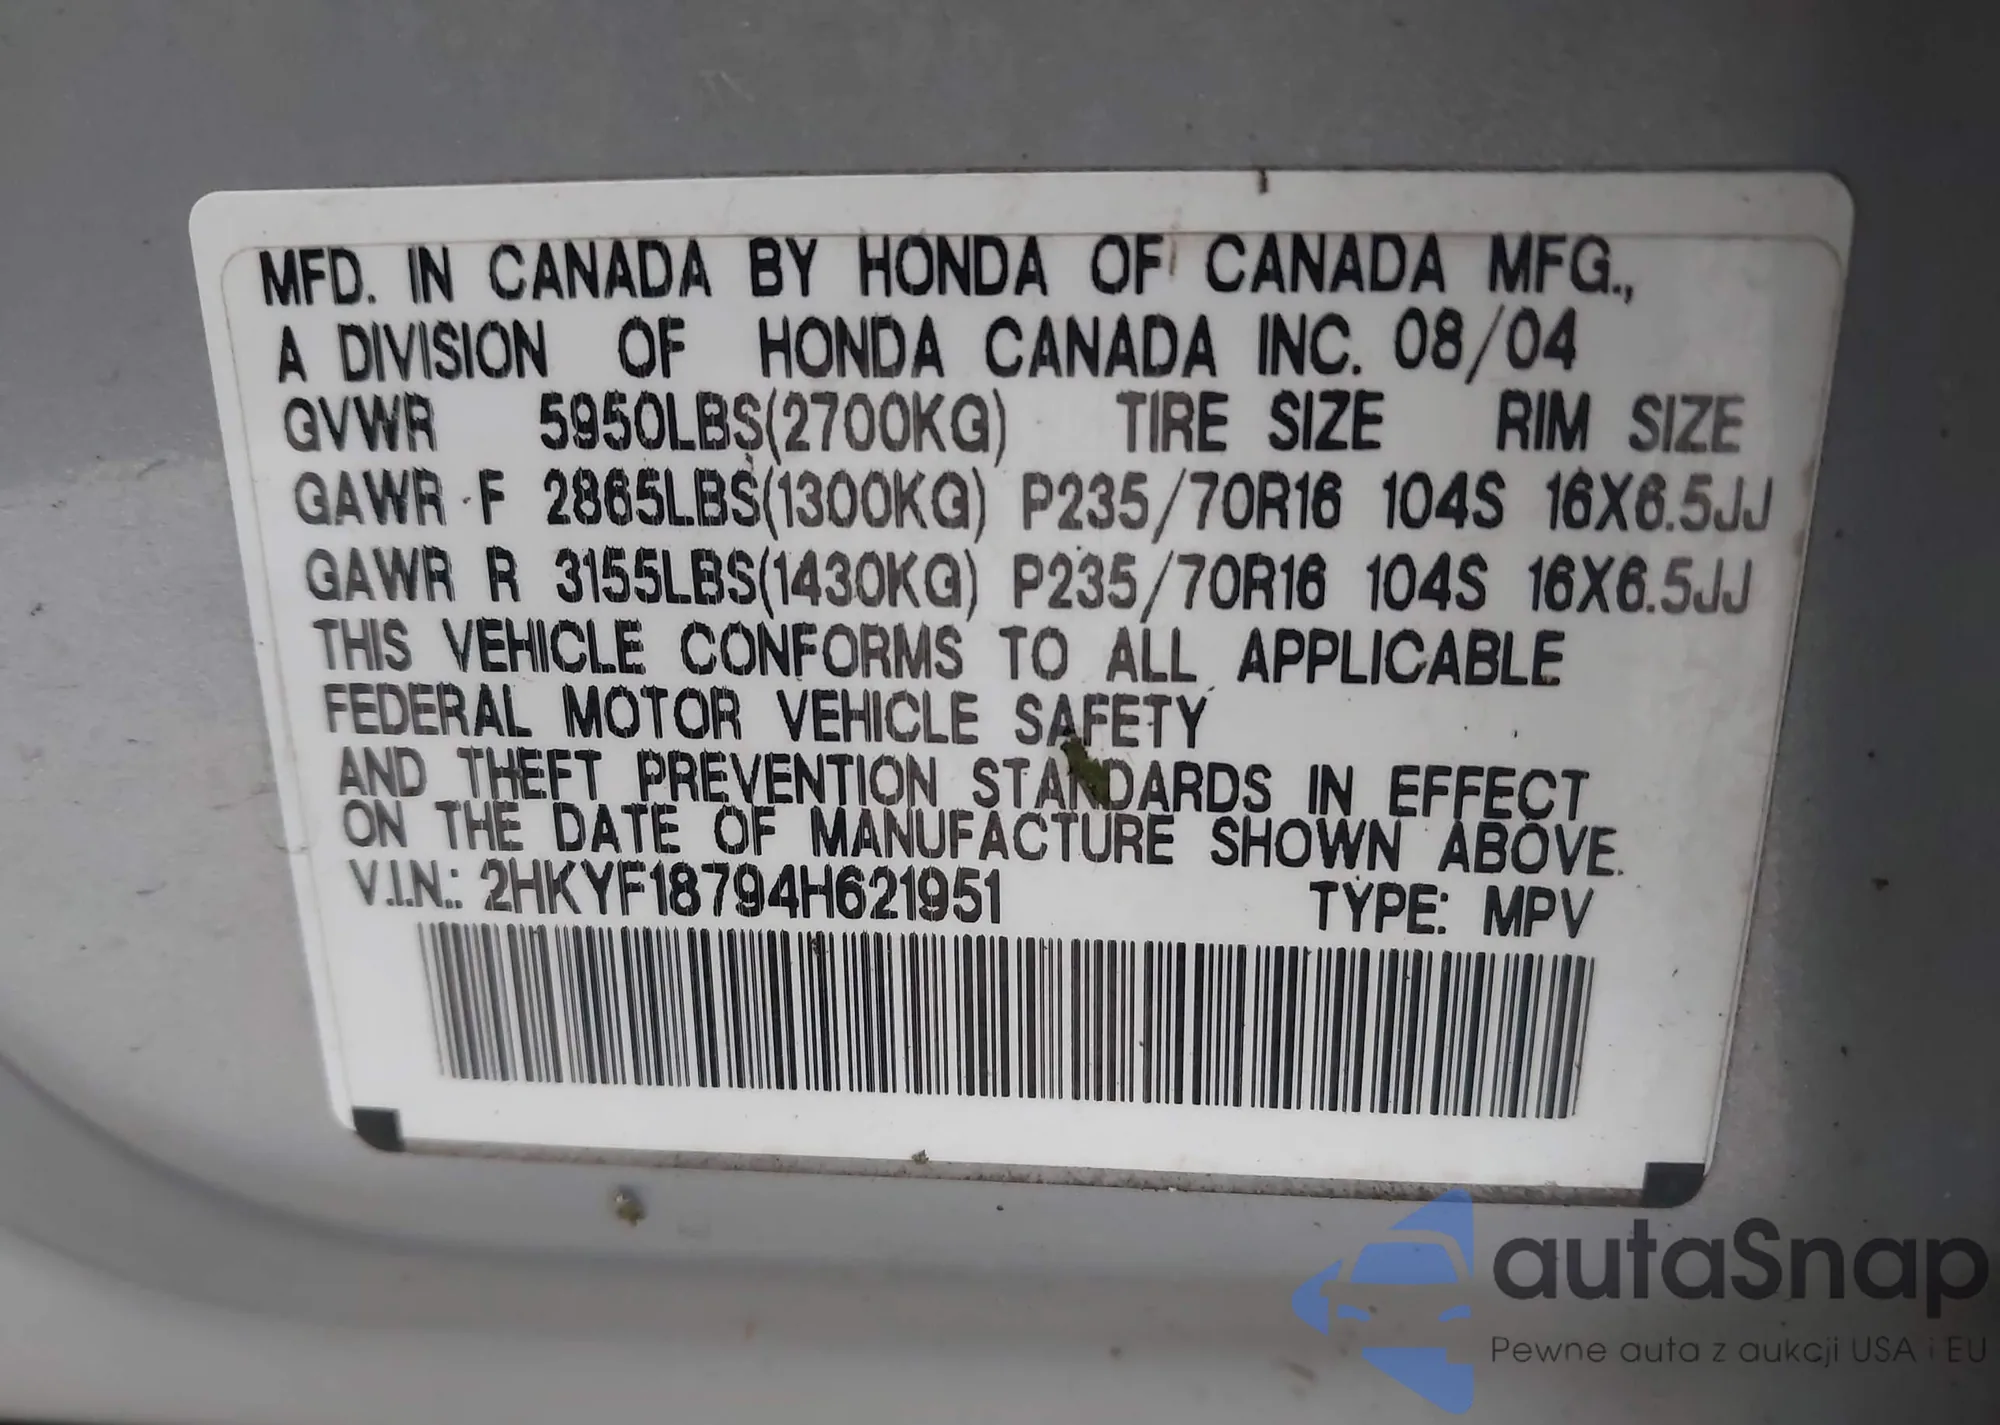 MFD. IN CANADA BY HONDA OF CANADA MFG.,
A DIVISION OF HONDA CANADA INC. 08/04
GVWR 5950LBS(2700KG) TIRE SIZE RIM SIZE
GAWR F 2865LBS(1300KG) P235/70R16 104S 16X6.5JJ
GAWR R 3155LBS(1430KG) P235/70R16 104S 16X6.5JJ
THIS VEHICLE CONFORMS TO ALL APPLICABLE
FEDERAL MOTOR VEHICLE SAFETY
AND THEFT PREVENTION STANDARDS IN EFFECT
ON THE DATE OF MANUFACTURE SHOWN ABOVE.
V.I.N.: 2HKYF18794H621951 TYPE: MPV
autaSnap
Pewne auta z aukcji USA i EU